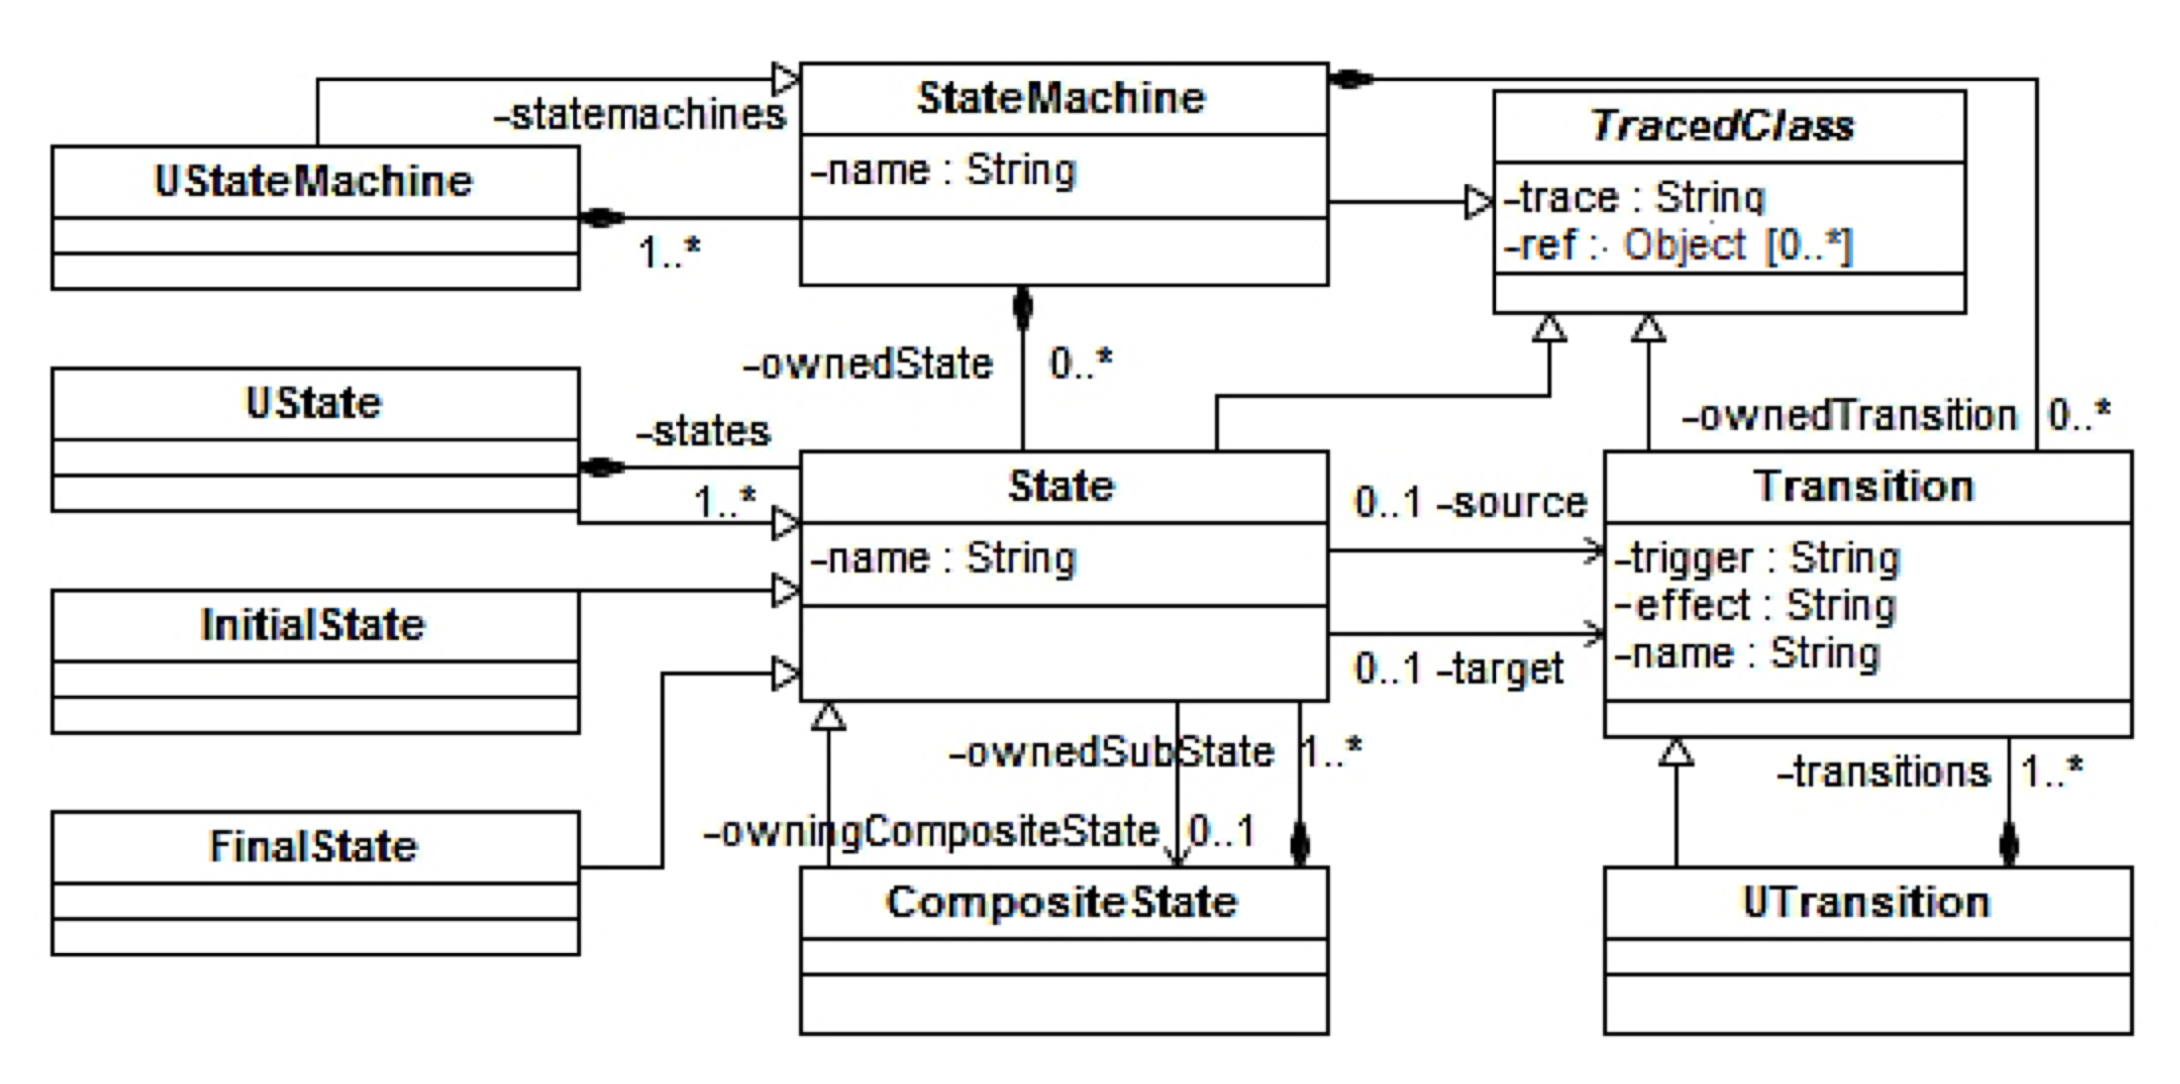 StateMachine
-name : String
-statemachines
TracedClass
-trace : String
-ref : Object [0..*]
UStateMachine
1..*
-ownedState 0..*
UState
-states
1..*
-ownedTransition 0..*
State
-name : String
0..1 -source
0..1 -target
Transition
-trigger : String
-effect : String
-name : String
InitialState
-ownedSubState 1..*
-transitions 1..*
FinalState
-owningCompositeState 0..1
CompositeState
UTransition